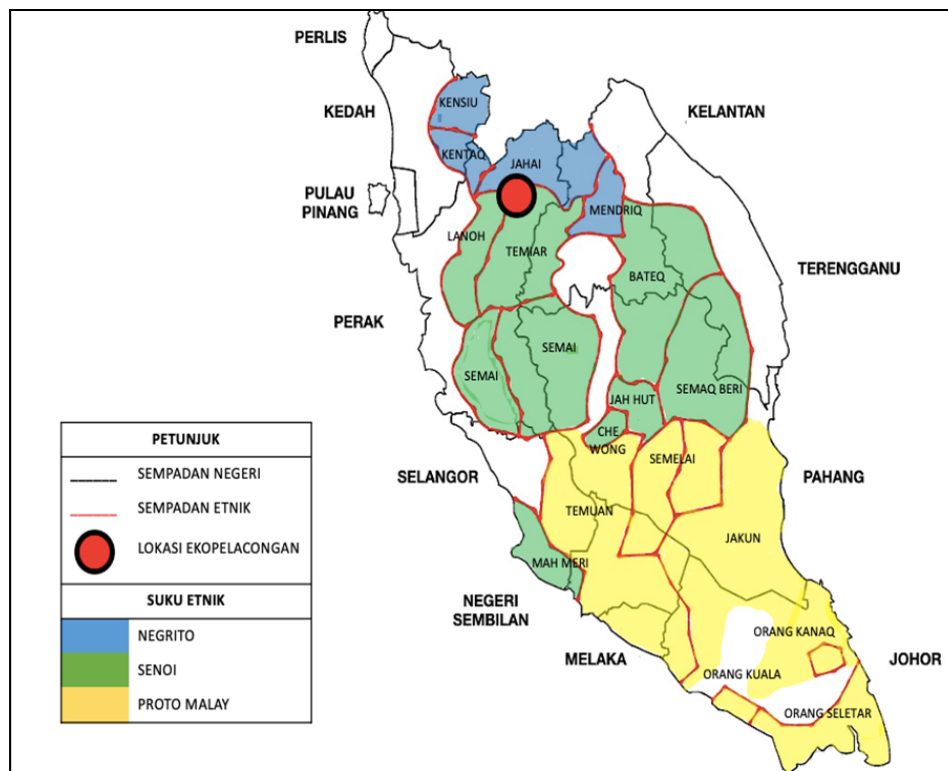 PERLIS
KEDAH
KELANTAN
KENSIU
KENTAQ
JAHAI
PULAU
PINANG
MENDRIQ
LANOH
TEMIAR
BATEQ
TERENGGANU
PERAK
SEMAI
SEMAI
SEMAQ BERI
JAH HUT
CHE
WONG
SEMELAI
SELANGOR
PAHANG
TEMUAN
JAKUN
MAH MERI
NEGERI
SEMBILAN
ORANG KANAQ
MELAKA
JOHOR
ORANG KUALA
ORANG SELETAR
PETUNJUK
SEMPADAN NEGERI
SEMPADAN ETNIK
LOKASI EKOPELACONGAN
SUKU ETNIK
NEGRITO
SENOI
PROTO MALAY